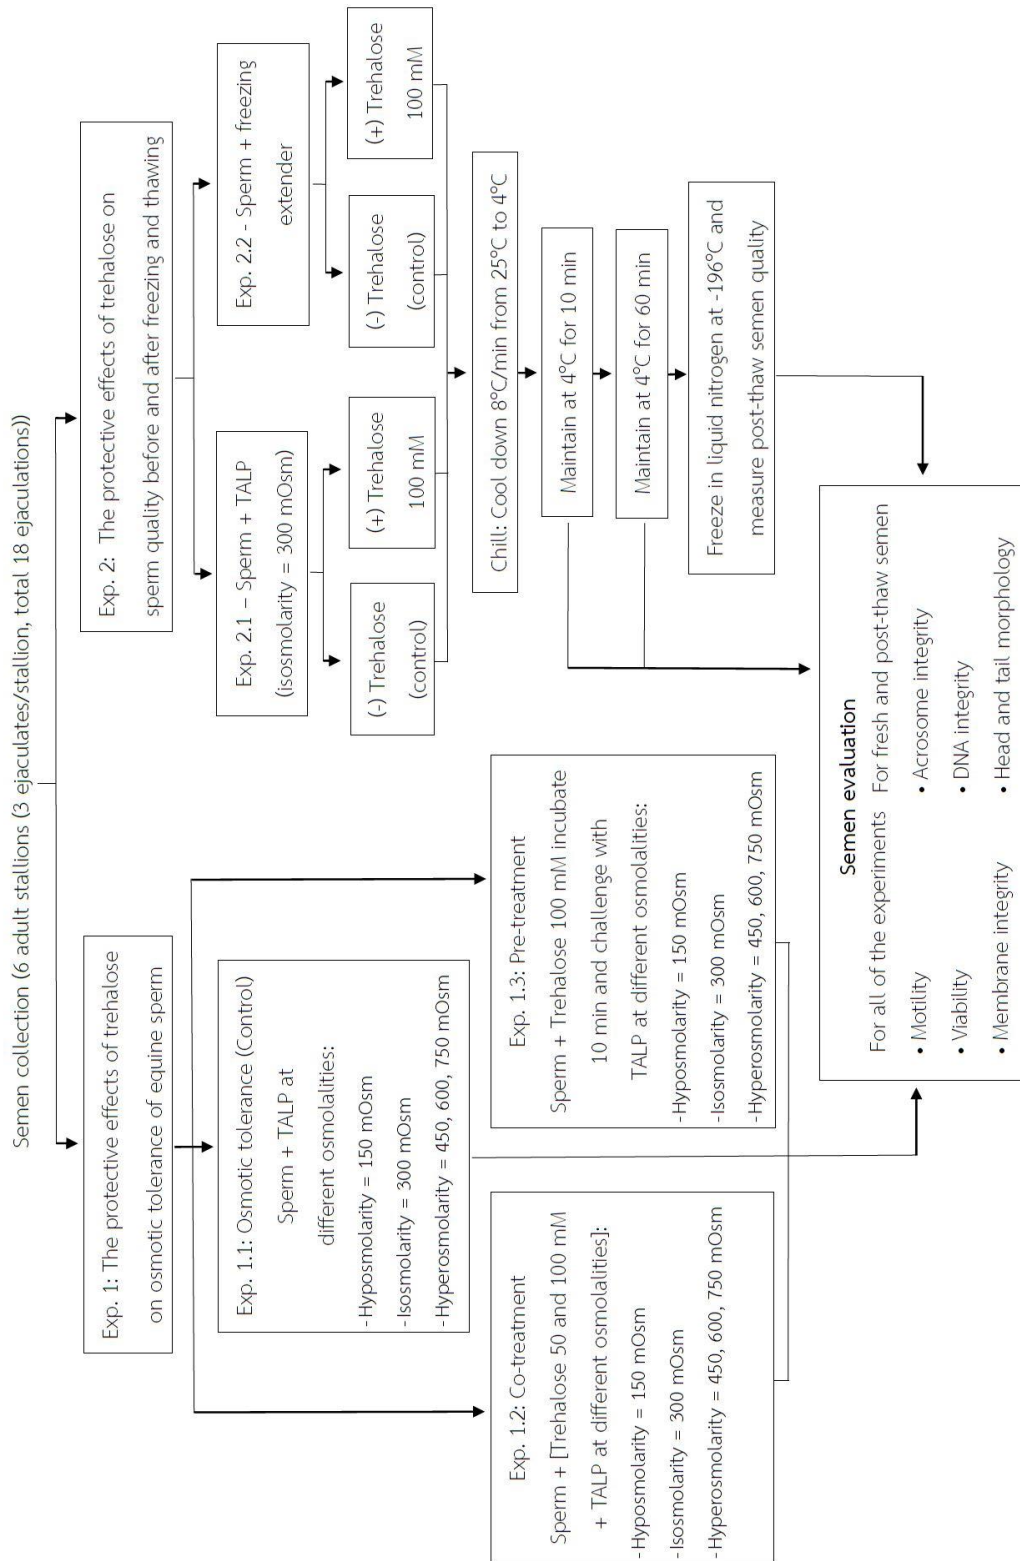 Semen collection (6 adult stallions (3 ejaculates/stallion, total 18 ejaculations))
Exp. 1: The protective effects of trehalose
on osmotic tolerance of equine sperm
Exp. 1.1: Osmotic tolerance (Control)
Sperm + TALP at
different osmolalities:
-Hyposmolarity = 150 mOsm
-Isosmolarity = 300 mOsm
-Hyperosmolarity = 450, 600, 750 mOsm
Exp. 1.2: Co-treatment
Sperm + [Trehalose 50 and 100 mM
+ TALP at different osmolalities]:
-Hyposmolarity = 150 mOsm
-Isosmolarity = 300 mOsm
-Hyperosmolarity = 450, 600, 750 mOsm
Exp. 1.3: Pre-treatment
Sperm + Trehalose 100 mM incubate
10 min and challenge with
TALP at different osmolalities:
-Hyposmolarity = 150 mOsm
-Isosmolarity = 300 mOsm
-Hyperosmolarity = 450, 600, 750 mOsm
Exp. 2: The protective effects of trehalose on
sperm quality before and after freezing and thawing
Exp. 2.1 – Sperm + TALP
(isosmolarity = 300 mOsm)
(-) Trehalose
(control)
(+) Trehalose
100 mM
Exp. 2.2 - Sperm + freezing
extender
(-) Trehalose
(control)
(+) Trehalose
100 mM
Chill: Cool down 8°C/min from 25°C to 4°C
Maintain at 4°C for 10 min
Maintain at 4°C for 60 min
Freeze in liquid nitrogen at -196°C and
measure post-thaw semen quality
Semen evaluation
For all of the experiments
• Motility
• Viability
• Membrane integrity
For fresh and post-thaw semen
• Acrosome integrity
• DNA integrity
• Head and tail morphology